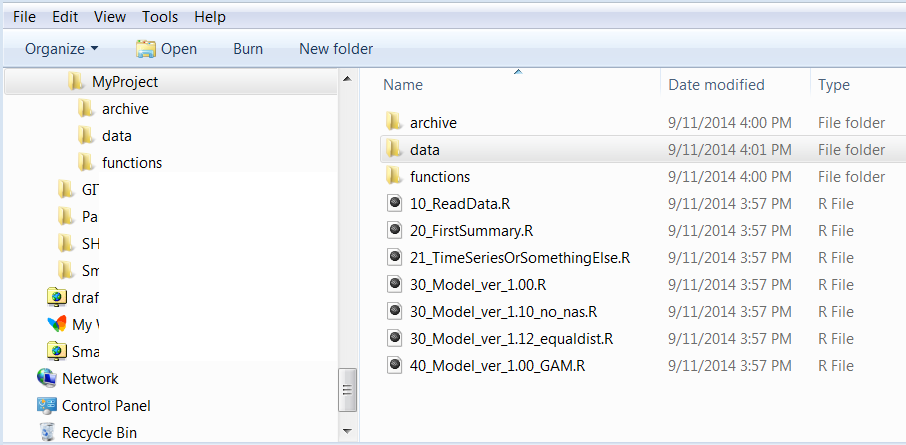 File Edit View Tools Help
Organize Open Burn New folder
MyProject
archive
data
functions
Pa
SH
draf
My
Sma
Network
Control Panel
Recycle Bin
Name Date modified Type
archive 9/11/2014 4:00 PM File folder
data 9/11/2014 4:01 PM File folder
functions 9/11/2014 4:00 PM File folder
10_ReadData.R 9/11/2014 3:57 PM R File
20_FirstSummary.R 9/11/2014 3:57 PM R File
21_TimeSeriesOrSomethingElse.R 9/11/2014 3:57 PM R File
30_Model_ver_1.00.R 9/11/2014 3:57 PM R File
30_Model_ver_1.10_no_nas.R 9/11/2014 3:57 PM R File
30_Model_ver_1.12_equaldist.R 9/11/2014 3:57 PM R File
40_Model_ver_1.00_GAM.R 9/11/2014 3:57 PM R File